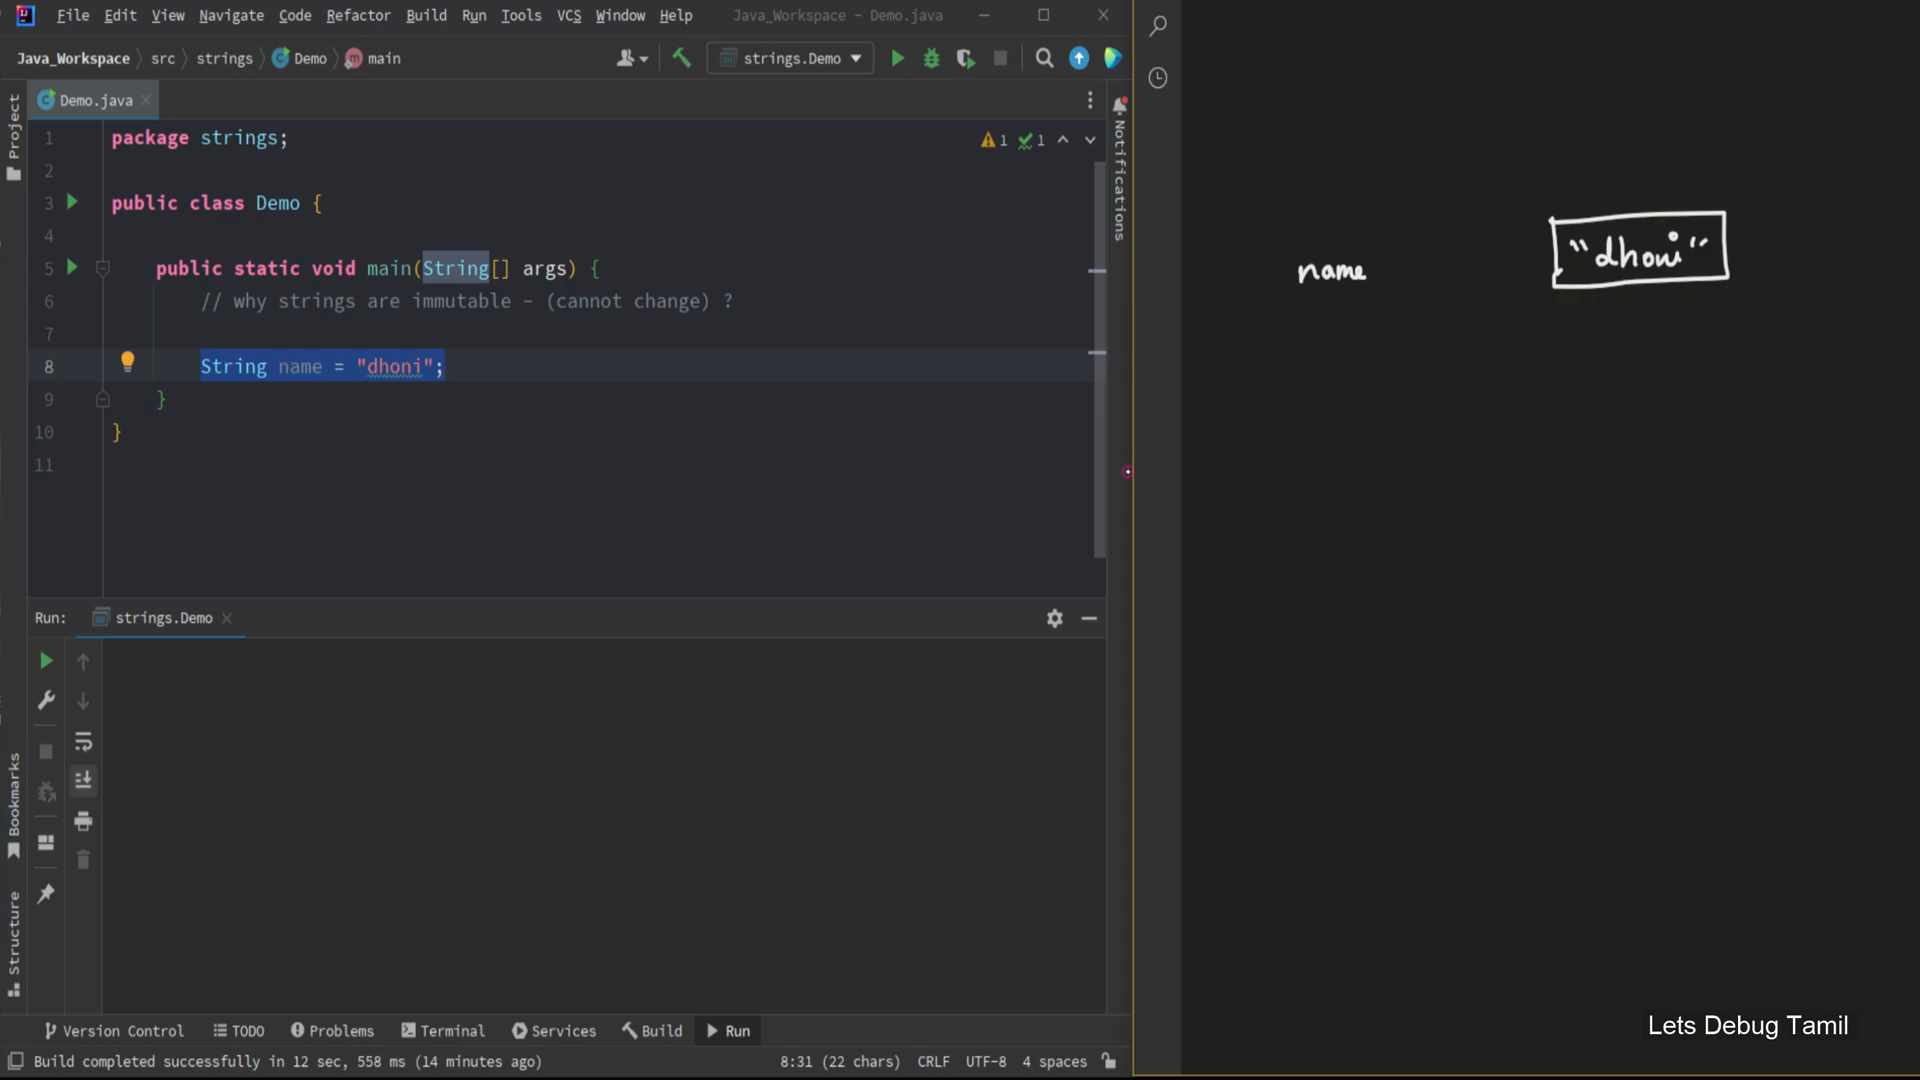 File Edit View Navigate Code Refactor Build Run Tools VCS Window Help Java_Workspace - Demo.java
Java_Workspace src strings Demo m main strings.Demo
Demo.java
1 package strings; 1 1
2
3 public class Demo {
4
5 public static void main(String[] args) {
6 // why strings are immutable - (cannot change) ?
7
8 String name = "dhoni";
9 }
10 }
11
Project
Notifications
name
"dhoni"
Run: strings.Demo
Bookmarks
Structure
Version Control TODO Problems Terminal Services Build Run
Build completed successfully in 12 sec, 558 ms (14 minutes ago) 8:31 (22 chars) CRLF UTF-8 4 spaces
Lets Debug Tamil